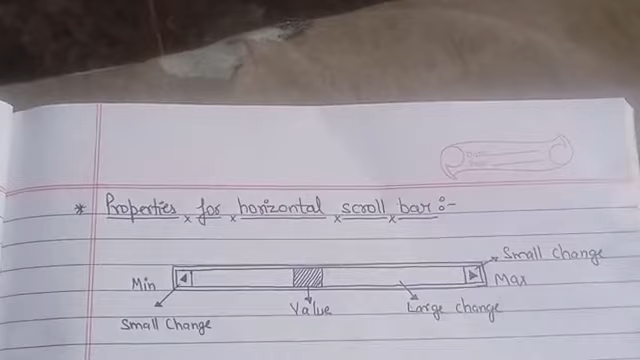 * Properties for horizontal scroll bar :-
Small Change
Min
Max
Small Change
Value
Large change